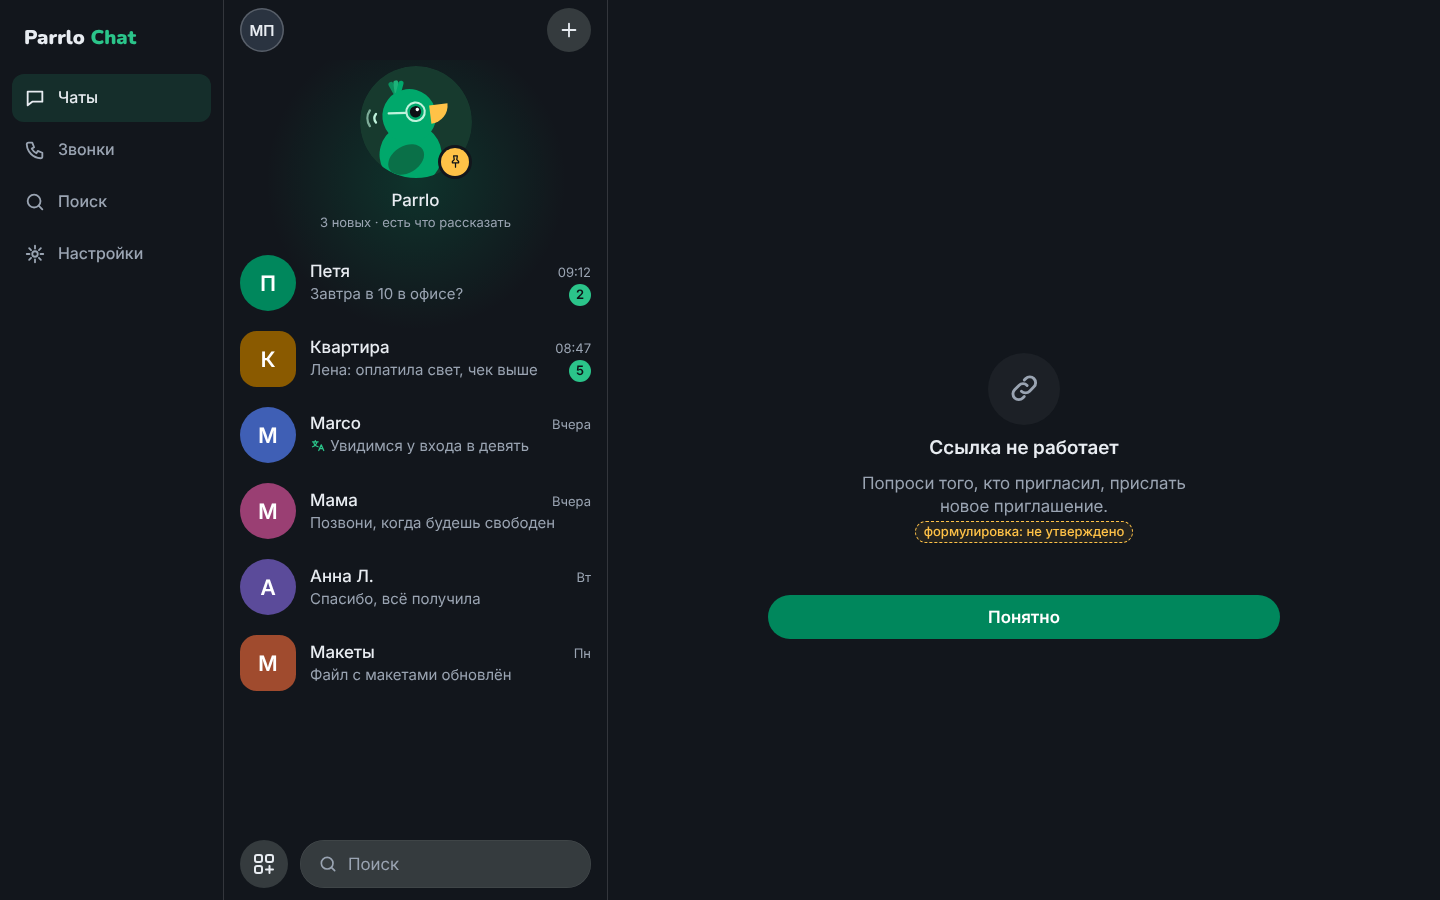 Parrlo Chat
Чаты
Звонки
Поиск
Настройки
МП
Parrlo
3 новых · есть что рассказать
П
Петя
09:12
Завтра в 10 в офисе?
2
К
Квартира
08:47
Лена: оплатила свет, чек выше
5
M
Marco
Вчера
Увидимся у входа в девять
М
Мама
Вчера
Позвони, когда будешь свободен
А
Анна Л.
Вт
Спасибо, всё получила
М
Макеты
Пн
Файл с макетами обновлён
Поиск
Ссылка не работает
Попроси того, кто пригласил, прислать
новое приглашение.
формулировка: не утверждено
Понятно